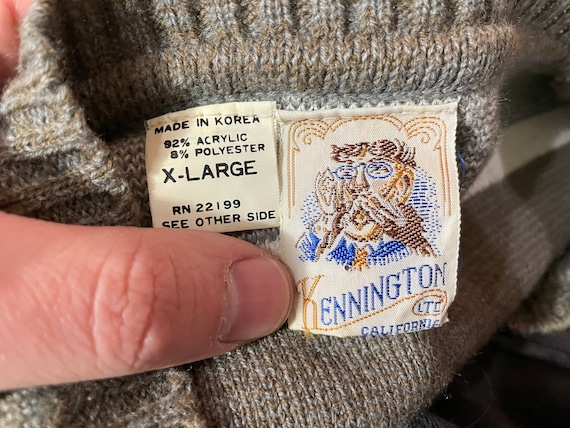 MADE IN KOREA
92% ACRYLIC
8% POLYESTER
X-LARGE
RN 22199
SEE OTHER SIDE
KENNINGTON
LTD
CALIFORNIA